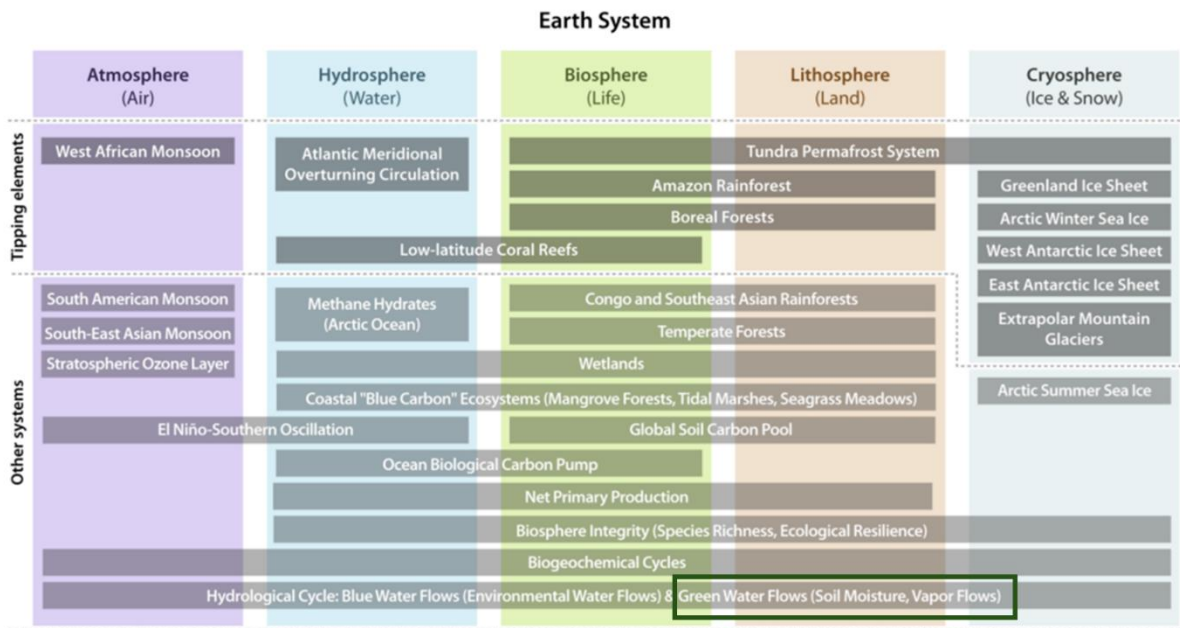 Earth System
Atmosphere
(Air)
Hydrosphere
(Water)
Biosphere
(Life)
Lithosphere
(Land)
Cryosphere
(Ice & Snow)
Tipping elements
West African Monsoon
Atlantic Meridional
Overturning Circulation
Tundra Permafrost System
Amazon Rainforest
Greenland Ice Sheet
Boreal Forests
Arctic Winter Sea Ice
Low-latitude Coral Reefs
West Antarctic Ice Sheet
East Antarctic Ice Sheet
Extrapolar Mountain
Glaciers
Other systems
South American Monsoon
Methane Hydrates
(Arctic Ocean)
Congo and Southeast Asian Rainforests
South-East Asian Monsoon
Temperate Forests
Stratospheric Ozone Layer
Wetlands
Arctic Summer Sea Ice
Coastal "Blue Carbon" Ecosystems (Mangrove Forests, Tidal Marshes, Seagrass Meadows)
El Niño-Southern Oscillation
Global Soil Carbon Pool
Ocean Biological Carbon Pump
Net Primary Production
Biosphere Integrity (Species Richness, Ecological Resilience)
Biogeochemical Cycles
Hydrological Cycle: Blue Water Flows (Environmental Water Flows) & Green Water Flows (Soil Moisture, Vapor Flows)